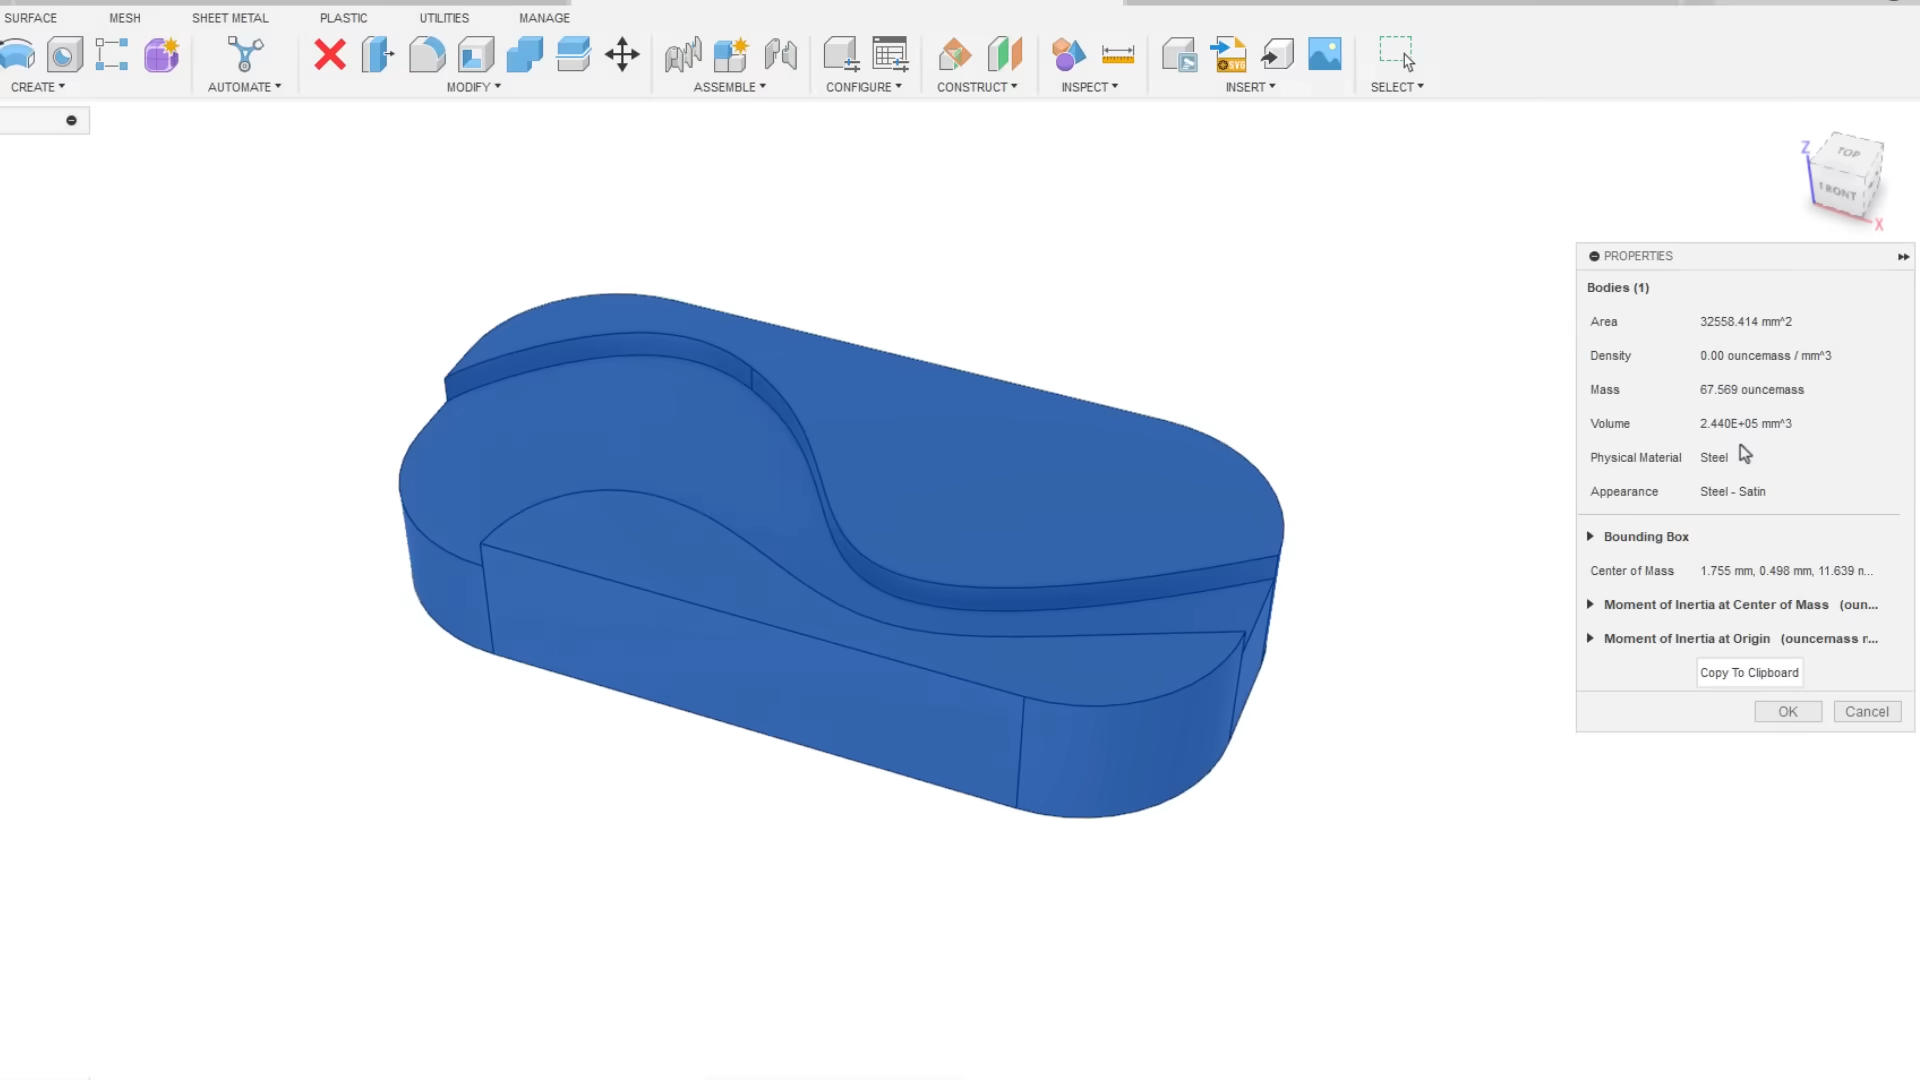 SURFACE MESH SHEET METAL PLASTIC UTILITIES MANAGE
CREATE AUTOMATE MODIFY ASSEMBLE CONFIGURE CONSTRUCT INSPECT INSERT SELECT
SVG
Z
TOP
FRONT
X
PROPERTIES
Bodies (1)
Area 32558.414 mm^2
Density 0.00 ouncemass / mm^3
Mass 67.569 ouncemass
Volume 2.440E+05 mm^3
Physical Material Steel
Appearance Steel - Satin
Bounding Box
Center of Mass 1.755 mm, 0.498 mm, 11.639 n...
Moment of Inertia at Center of Mass (oun...
Moment of Inertia at Origin (ouncemass r...
Copy To Clipboard
OK Cancel